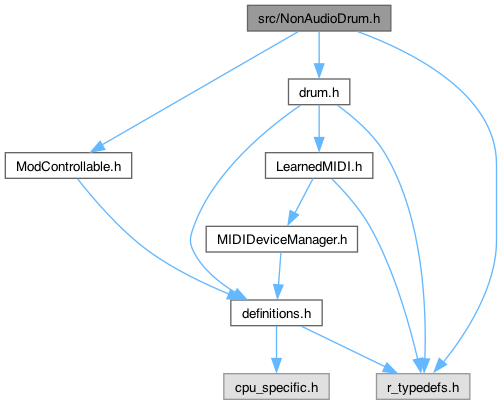 src/NonAudioDrum.h
drum.h
ModControllable.h
LearnedMIDI.h
MIDIDeviceManager.h
definitions.h
cpu_specific.h
r_typedefs.h